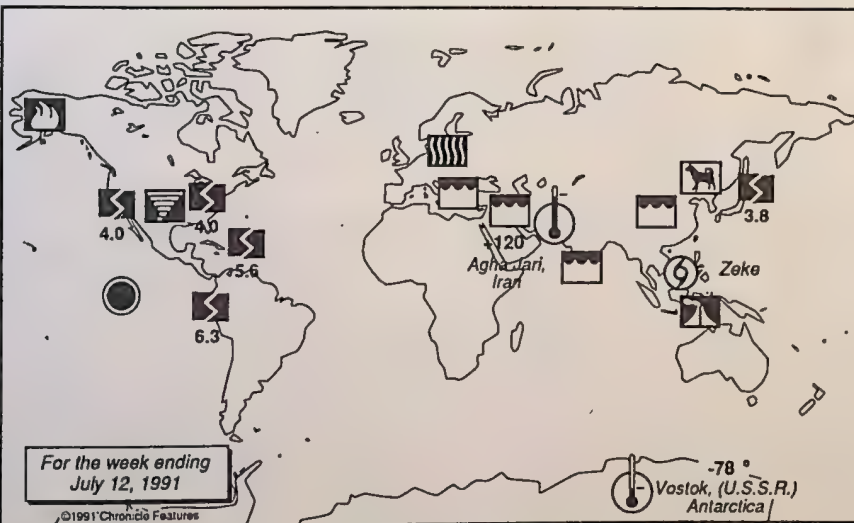 4.0
4.0
5.6
6.3
+120
Agha Jari,
Iran
3.8
Zeke
For the week ending
July 12, 1991
-78 °
Vostok, (U.S.S.R.)
Antarctica
©1991 Chronicle Features